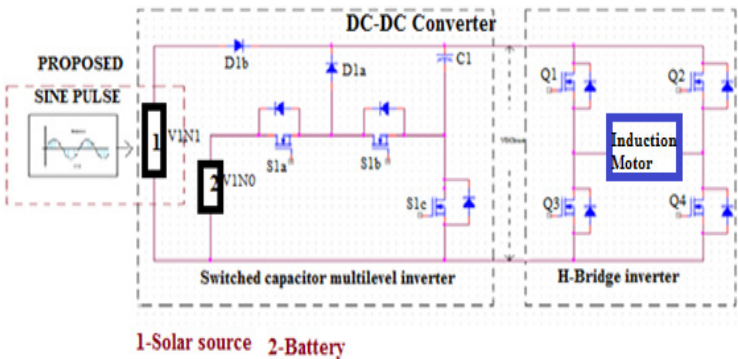 DC-DC Converter
PROPOSED
SINE PULSE
D1b
D1a
C1
Q1
Q2
1
V1N1
2
V1N0
S1a
S1b
S1c
Induction
Motor
Q3
Q4
Switched capacitor multilevel inverter
H-Bridge inverter
1-Solar source 2-Battery